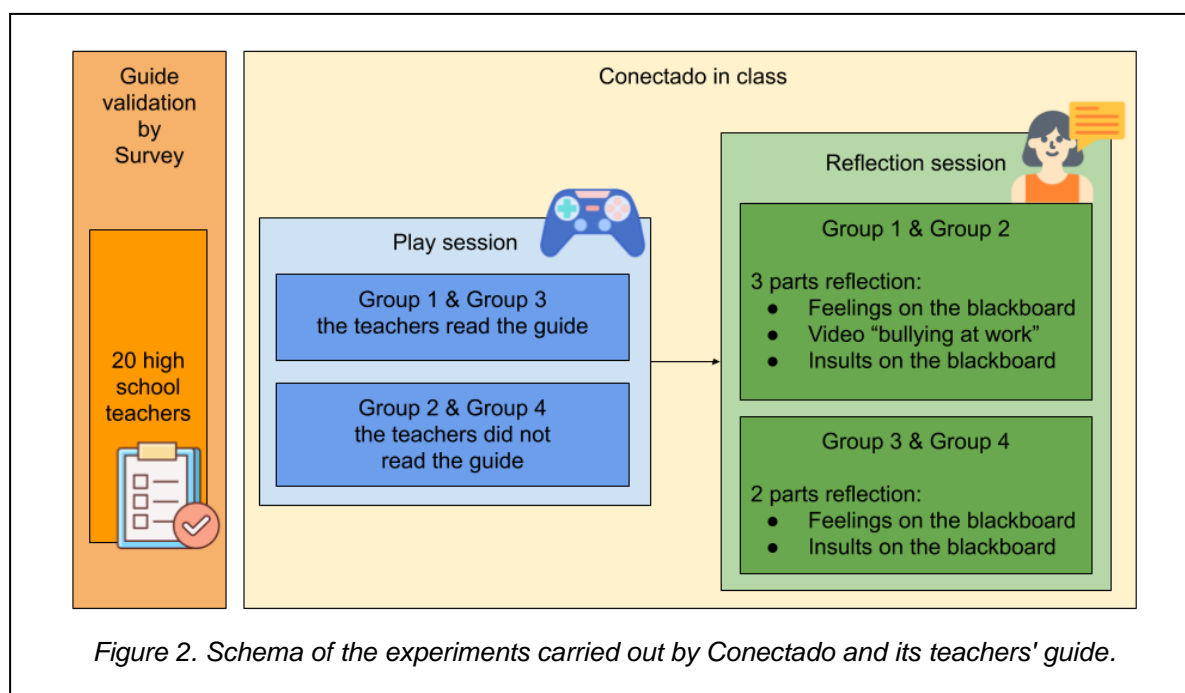 Guide
validation
by
Survey
20 high
school
teachers
Conectado in class
Play session
Group 1 & Group 3
the teachers read the guide
Group 2 & Group 4
the teachers did not
read the guide
Reflection session
Group 1 & Group 2
3 parts reflection:
● Feelings on the blackboard
● Video “bullying at work”
● Insults on the blackboard
Group 3 & Group 4
2 parts reflection:
● Feelings on the blackboard
● Insults on the blackboard
Figure 2. Schema of the experiments carried out by Conectado and its teachers' guide.